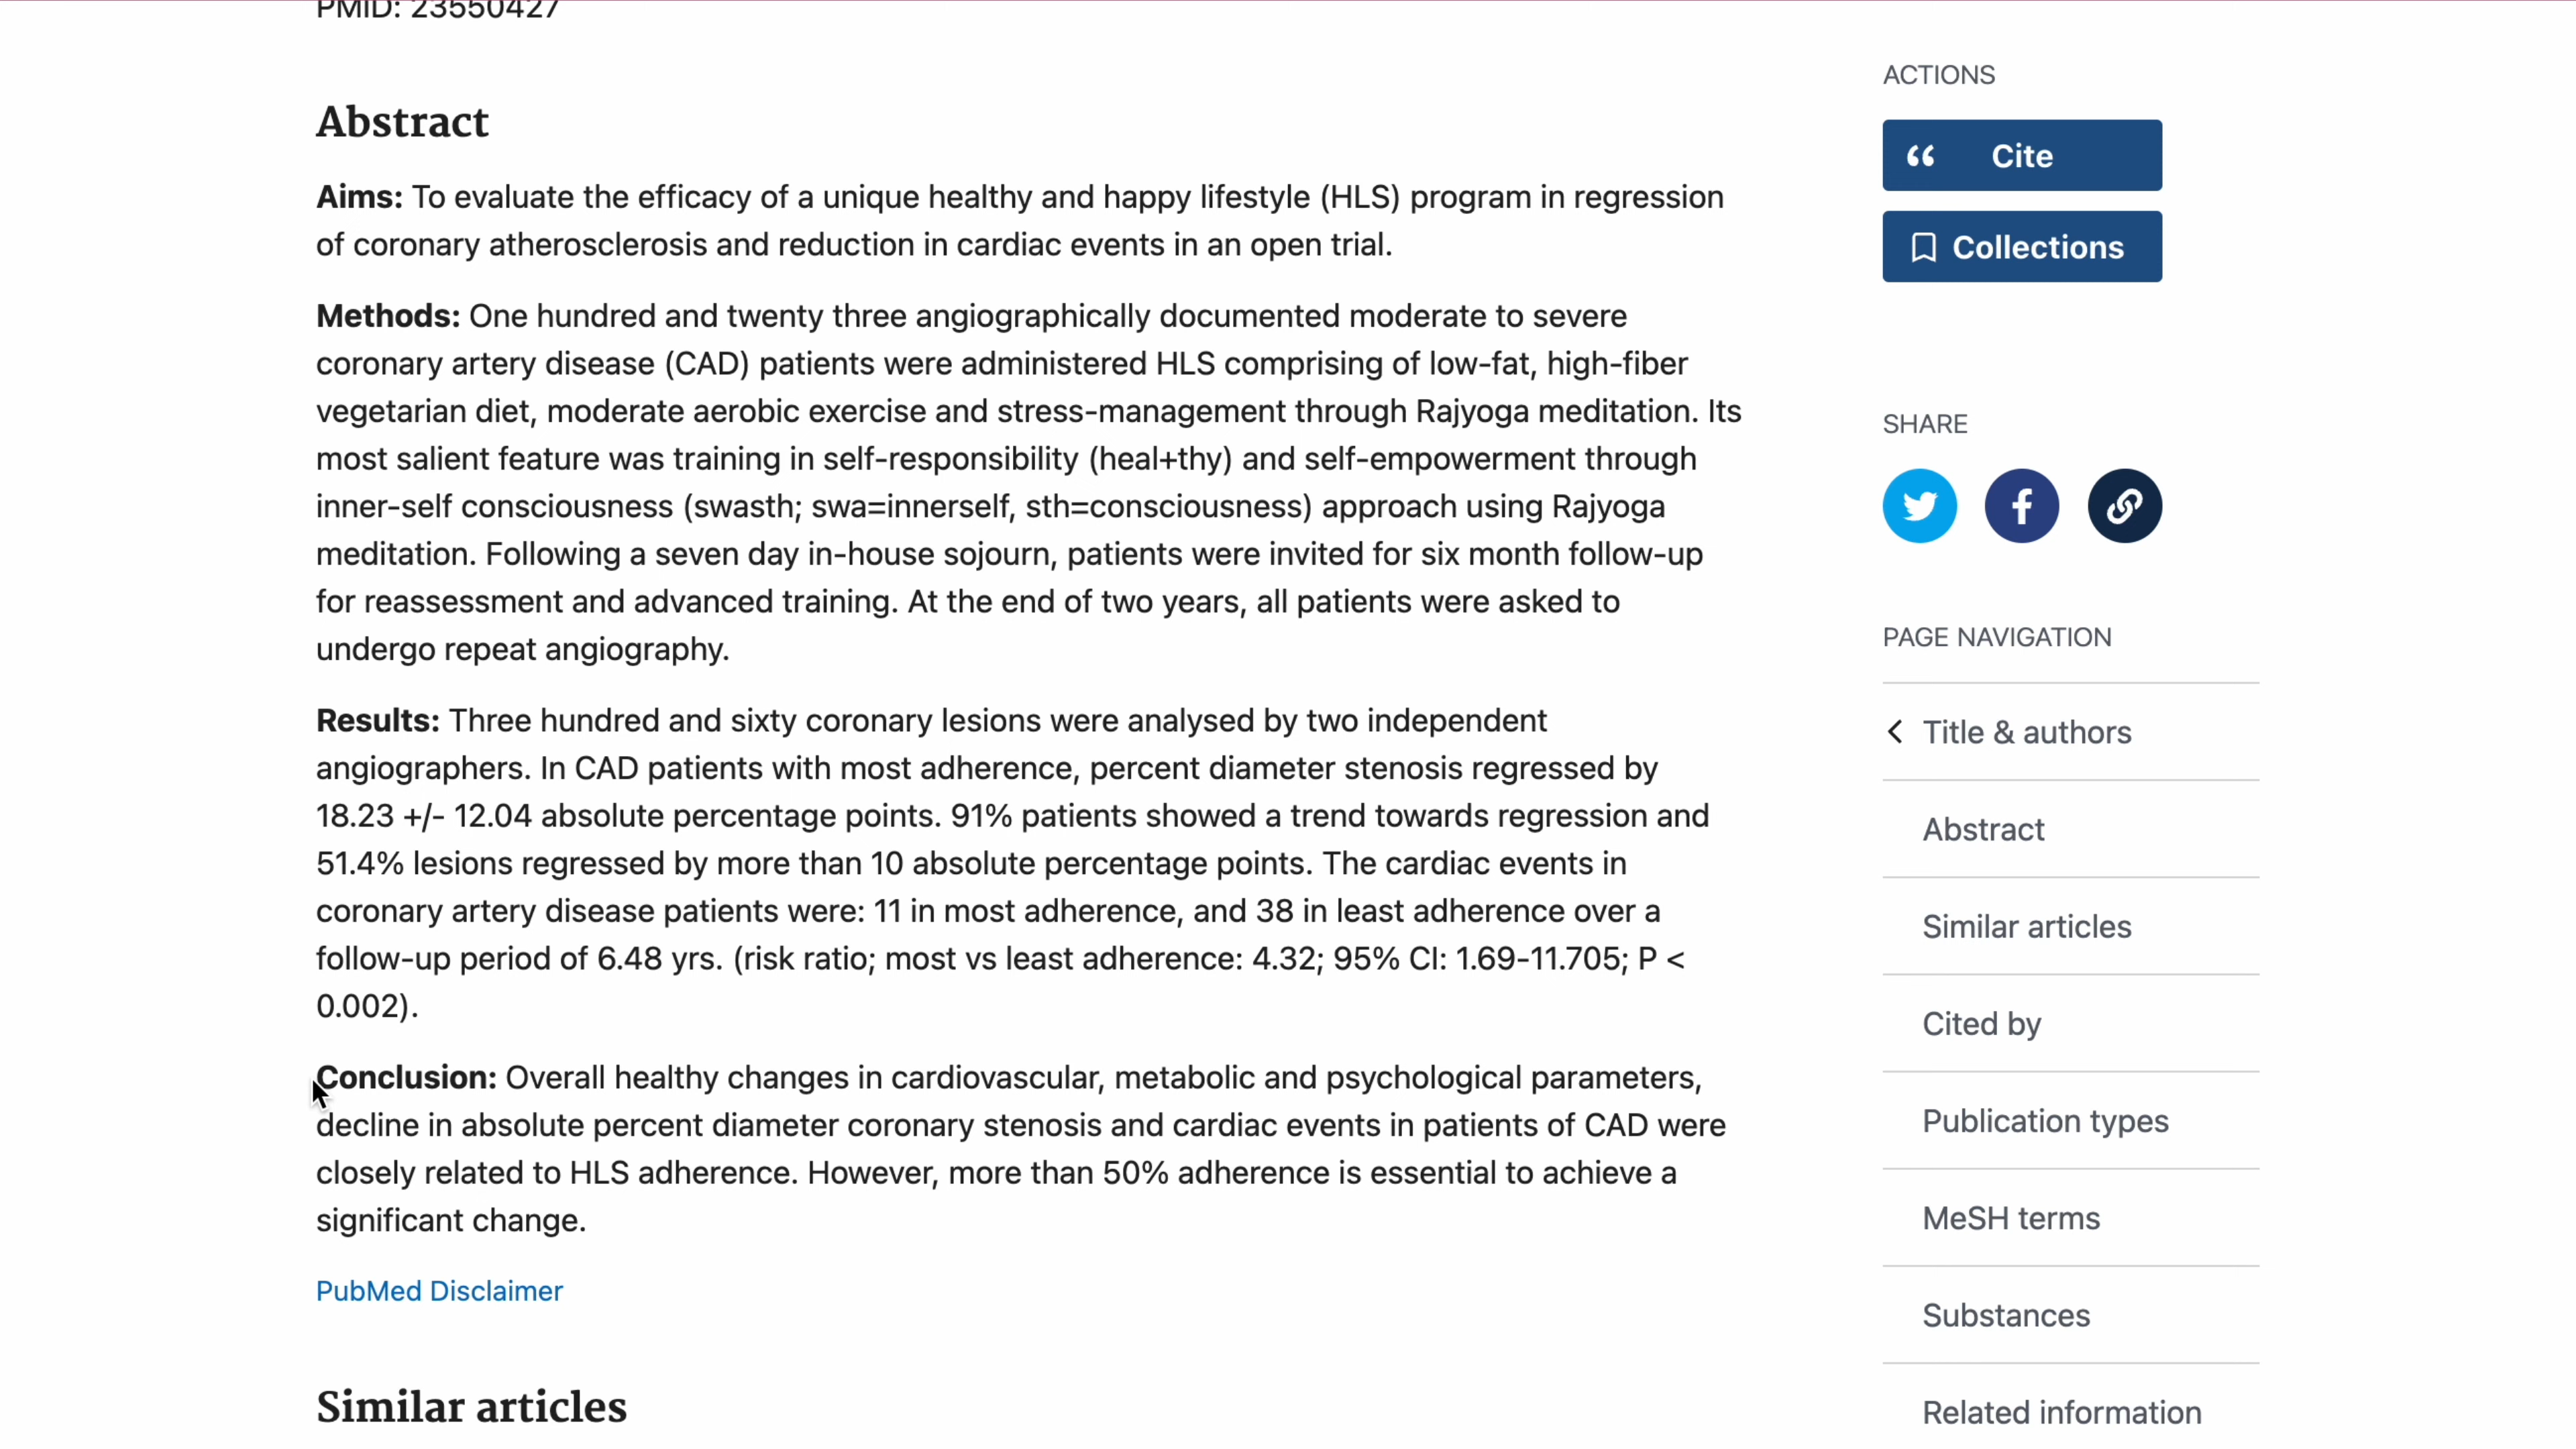 PMID: 23550427
Abstract
Aims: To evaluate the efficacy of a unique healthy and happy lifestyle (HLS) program in regression
of coronary atherosclerosis and reduction in cardiac events in an open trial.
Methods: One hundred and twenty three angiographically documented moderate to severe
coronary artery disease (CAD) patients were administered HLS comprising of low-fat, high-fiber
vegetarian diet, moderate aerobic exercise and stress-management through Rajyoga meditation. Its
most salient feature was training in self-responsibility (heal+thy) and self-empowerment through
inner-self consciousness (swasth; swa=innerself, sth=consciousness) approach using Rajyoga
meditation. Following a seven day in-house sojourn, patients were invited for six month follow-up
for reassessment and advanced training. At the end of two years, all patients were asked to
undergo repeat angiography.
Results: Three hundred and sixty coronary lesions were analysed by two independent
angiographers. In CAD patients with most adherence, percent diameter stenosis regressed by
18.23 +/- 12.04 absolute percentage points. 91% patients showed a trend towards regression and
51.4% lesions regressed by more than 10 absolute percentage points. The cardiac events in
coronary artery disease patients were: 11 in most adherence, and 38 in least adherence over a
follow-up period of 6.48 yrs. (risk ratio; most vs least adherence: 4.32; 95% CI: 1.69-11.705; P <
0.002).
Conclusion: Overall healthy changes in cardiovascular, metabolic and psychological parameters,
decline in absolute percent diameter coronary stenosis and cardiac events in patients of CAD were
closely related to HLS adherence. However, more than 50% adherence is essential to achieve a
significant change.
PubMed Disclaimer
Similar articles
ACTIONS
Cite
Collections
SHARE
PAGE NAVIGATION
Title & authors
Abstract
Similar articles
Cited by
Publication types
MeSH terms
Substances
Related information